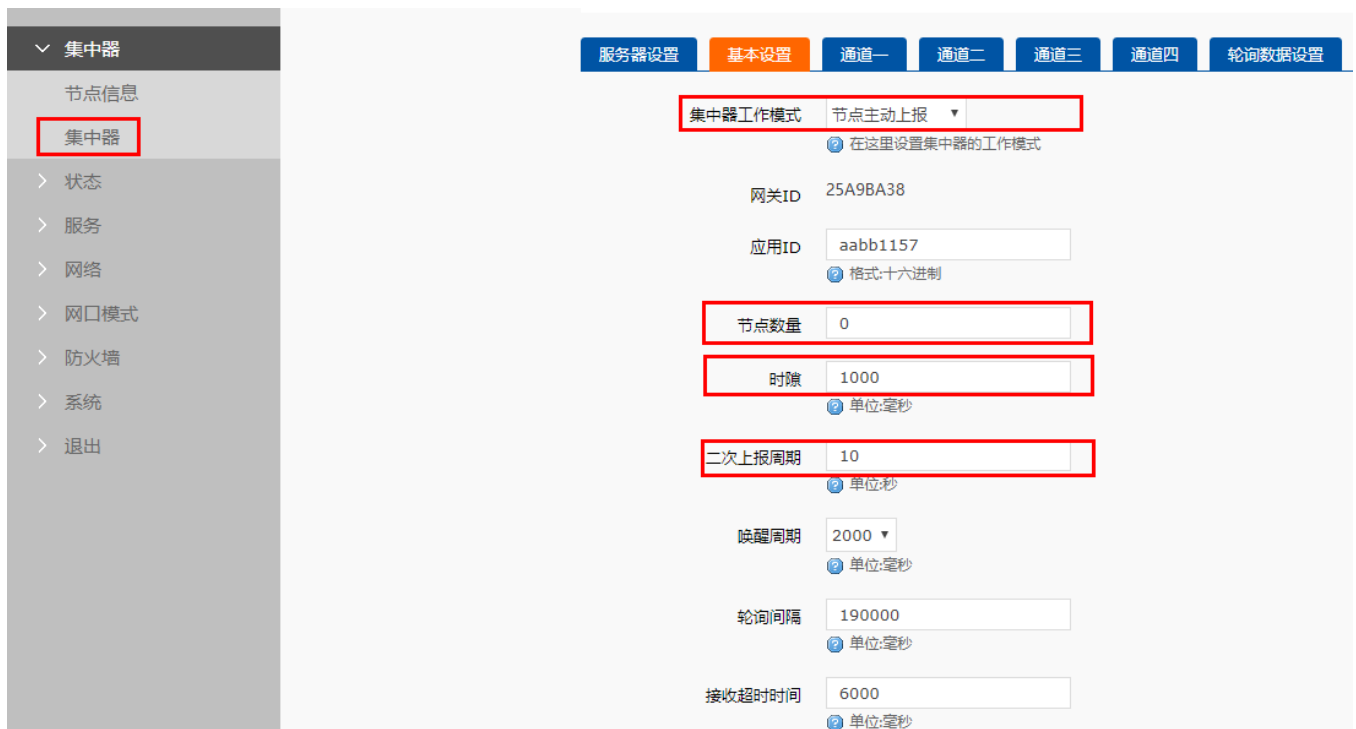 集中器
节点信息
集中器
状态
服务
网络
网口模式
防火墙
系统
退出
服务器设置 基本设置 通道一 通道二 通道三 通道四 轮询数据设置
集中器工作模式 节点主动上报
在这里设置集中器的工作模式
网关ID 25A9BA38
应用ID aabb1157
格式:十六进制
节点数量 0
时隙 1000
单位:毫秒
二次上报周期 10
单位:秒
唤醒周期 2000
单位:毫秒
轮询间隔 190000
单位:毫秒
接收超时时间 6000
单位:毫秒